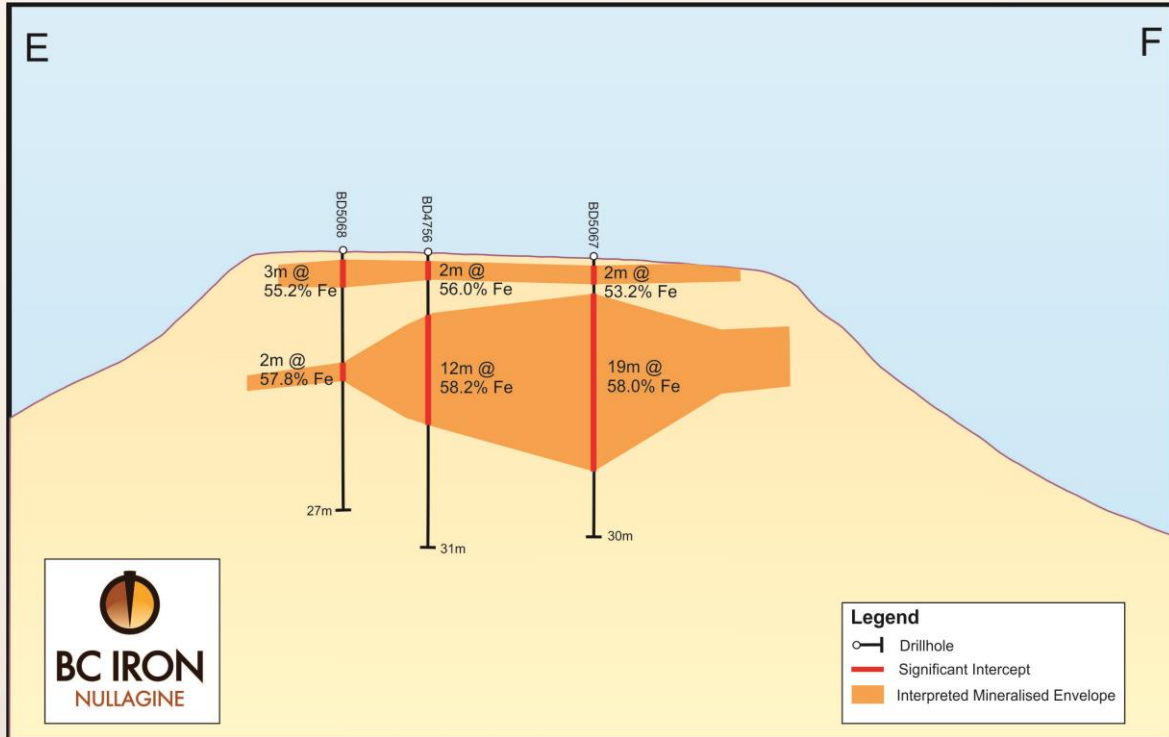 E
F
BD5068
BD4756
BD5067
3m @
55.2% Fe
2m @
56.0% Fe
2m @
53.2% Fe
2m @
57.8% Fe
12m @
58.2% Fe
19m @
58.0% Fe
27m
31m
30m
BC IRON
NULLAGINE
Legend
Drillhole
Significant Intercept
Interpreted Mineralised Envelope